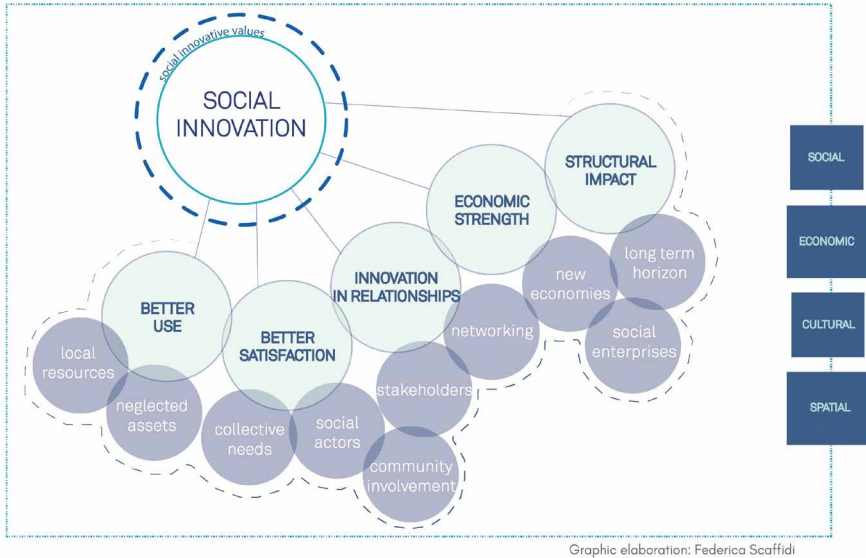 social innovative values
SOCIAL
INNOVATION
STRUCTURAL
IMPACT
ECONOMIC
STRENGTH
INNOVATION
IN RELATIONSHIPS
BETTER
USE
BETTER
SATISFACTION
long term
horizon
new
economies
social
enterprises
networking
stakeholders
local
resources
neglected
assets
collective
needs
social
actors
community
involvement
SOCIAL
ECONOMIC
CULTURAL
SPATIAL
Graphic elaboration: Federica Scaffidi